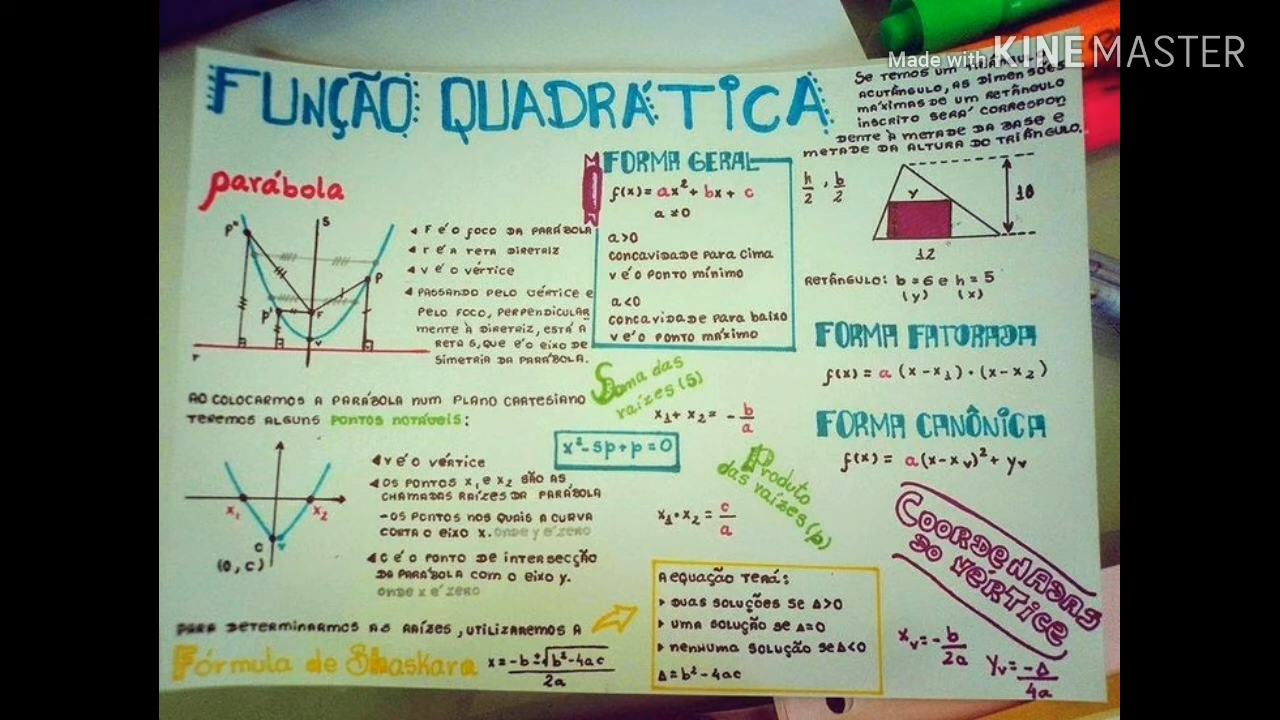 Made with KINEMASTER
FUNÇÃO QUADRÁTICA
Se temos um triângulo
acutângulo, as dimensões
máximas de um retângulo
inscrito será correspon
dente à metade da base e
metade da altura do triângulo.
h/2, b/2
y
10
12
retângulo: b = 6 e h = 5
(y) (x)
parábola
P"
S
P
P'
F
V
r
F é o foco da parábola
r é a reta diretriz
v é o vértice
passando pelo vértice e
pelo foco, perpendicular
mente à diretriz, está a
reta s, que é o eixo de
simetria da parábola.
FORMA GERAL
f(x) = ax² + bx + c
a ≠ 0
a>0
concavidade para cima
v é o ponto mínimo
a<0
concavidade para baixo
v é o ponto máximo
FORMA FATORADA
f(x) = a (x-x₁) · (x-x₂)
FORMA CANÔNICA
f(x) = a(x-xᵥ)² + yᵥ
ao colocarmos a parábola num plano cartesiano
teremos alguns pontos notáveis:
x₁
x₂
c
v
(0,c)
v é o vértice
os pontos x₁ e x₂ são as
chamadas raízes da parábola
-os pontos nos quais a curva
corta o eixo x. onde y é zero
c é o ponto de intersecção
da parábola com o eixo y.
onde x é zero
Soma das
raízes (S)
x₁ + x₂ = -b/a
x² - Sp + p = 0
Produto
das raízes (p)
x₁ · x₂ = c/a
para determinarmos as raízes, utilizaremos a
Fórmula de Bhaskara x = -b ± √b²-4ac / 2a
a equação terá:
duas soluções se Δ>0
uma solução se Δ=0
nenhuma solução se Δ<0
Δ = b² - 4ac
COORDENADAS
DO VÉRTICE
xᵥ = -b/2a
yᵥ = -Δ/4a